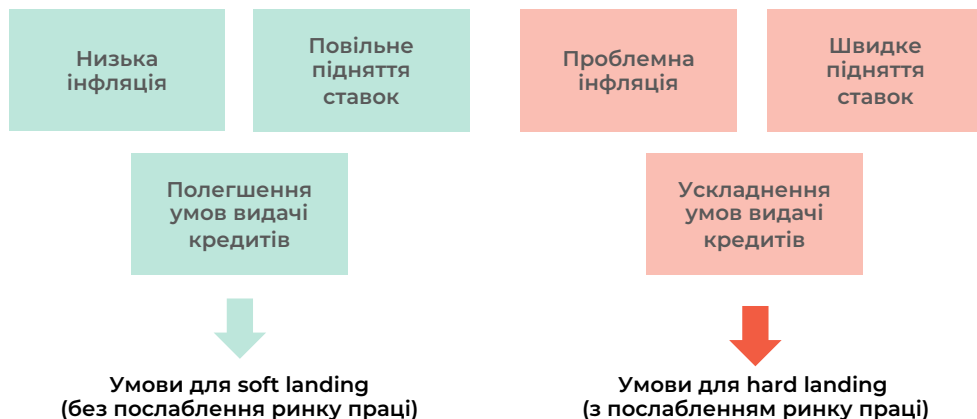 Низька
інфляція
Повільне
підняття
ставок
Полегшення
умов видачі
кредитів
Умови для soft landing
(без послаблення ринку праці)
Проблемна
інфляція
Швидке
підняття
ставок
Ускладнення
умов видачі
кредитів
Умови для hard landing
(з послабленням ринку праці)